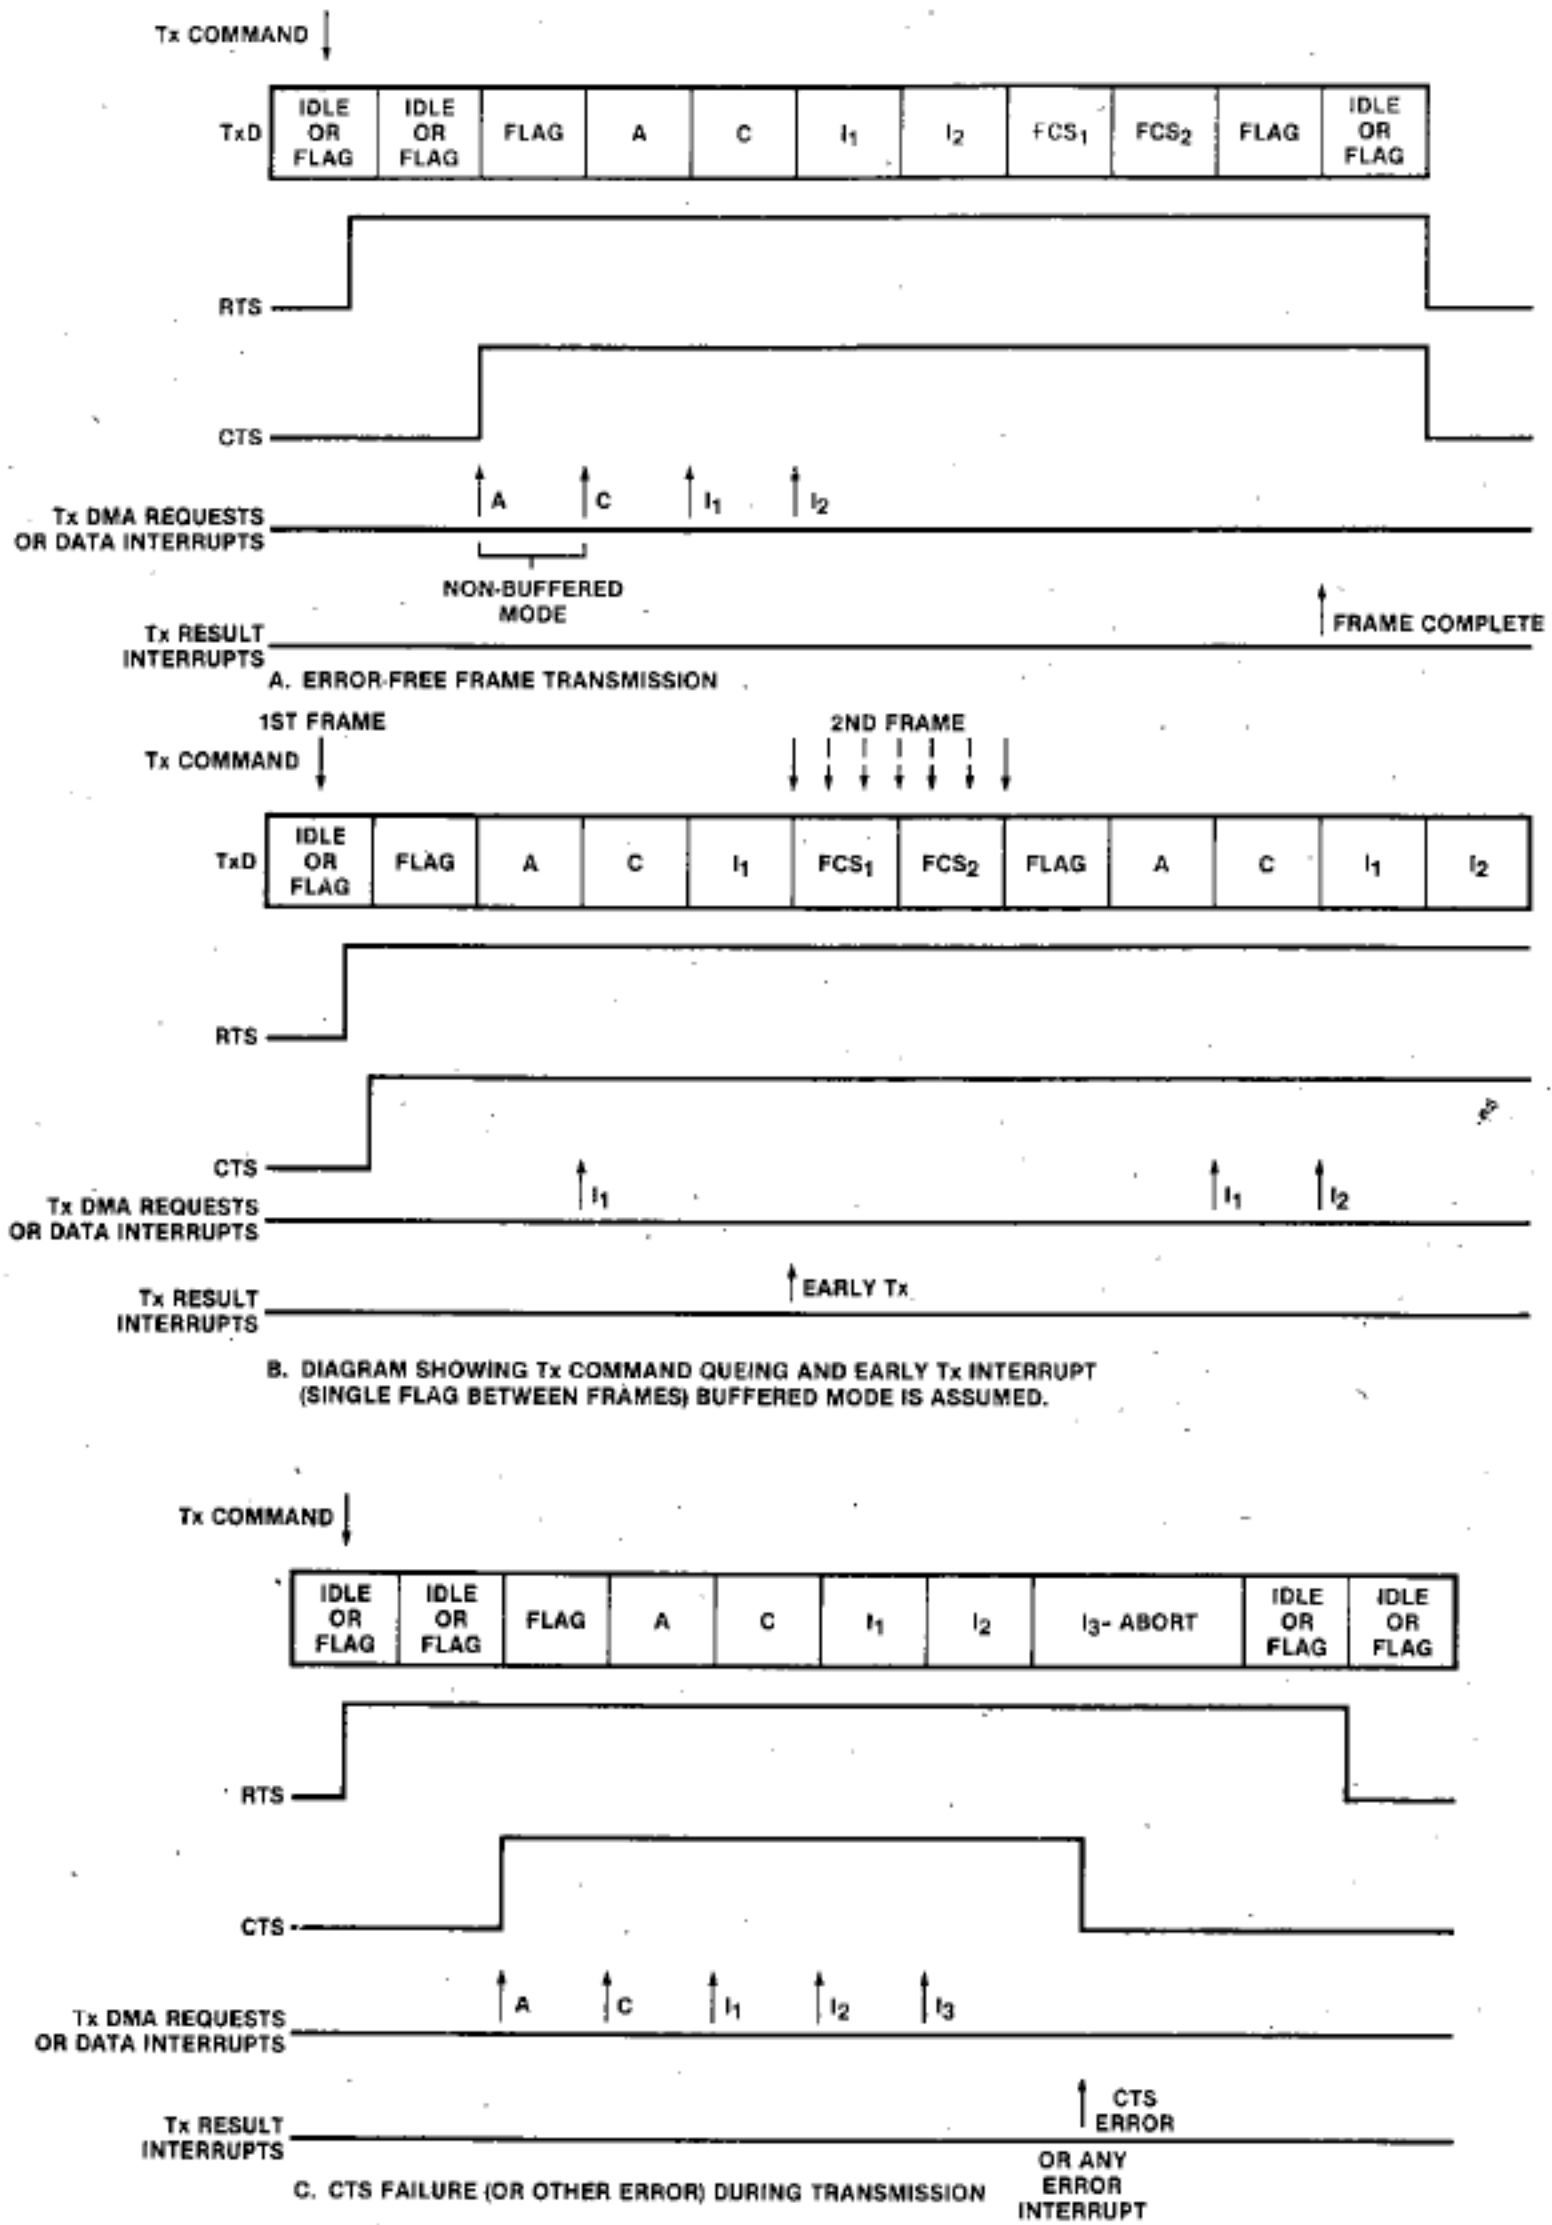 Tx COMMAND
TxD
IDLE OR FLAG
IDLE OR FLAG
FLAG
A
C
I1
I2
FCS1
FCS2
FLAG
IDLE OR FLAG
RTS
CTS
A
C
I1
I2
Tx DMA REQUESTS
OR DATA INTERRUPTS
NON-BUFFERED
MODE
FRAME COMPLETE
Tx RESULT
INTERRUPTS
A. ERROR-FREE FRAME TRANSMISSION
1ST FRAME
2ND FRAME
Tx COMMAND
TxD
IDLE OR FLAG
FLAG
A
C
I1
FCS1
FCS2
FLAG
A
C
I1
I2
RTS
CTS
I1
I1
I2
Tx DMA REQUESTS
OR DATA INTERRUPTS
EARLY Tx
Tx RESULT
INTERRUPTS
B. DIAGRAM SHOWING Tx COMMAND QUEING AND EARLY Tx INTERRUPT
(SINGLE FLAG BETWEEN FRAMES) BUFFERED MODE IS ASSUMED.
Tx COMMAND
IDLE OR FLAG
IDLE OR FLAG
FLAG
A
C
I1
I2
I3- ABORT
IDLE OR FLAG
IDLE OR FLAG
RTS
CTS
A
C
I1
I2
I3
Tx DMA REQUESTS
OR DATA INTERRUPTS
CTS
ERROR
Tx RESULT
INTERRUPTS
OR ANY
ERROR
INTERRUPT
C. CTS FAILURE (OR OTHER ERROR) DURING TRANSMISSION